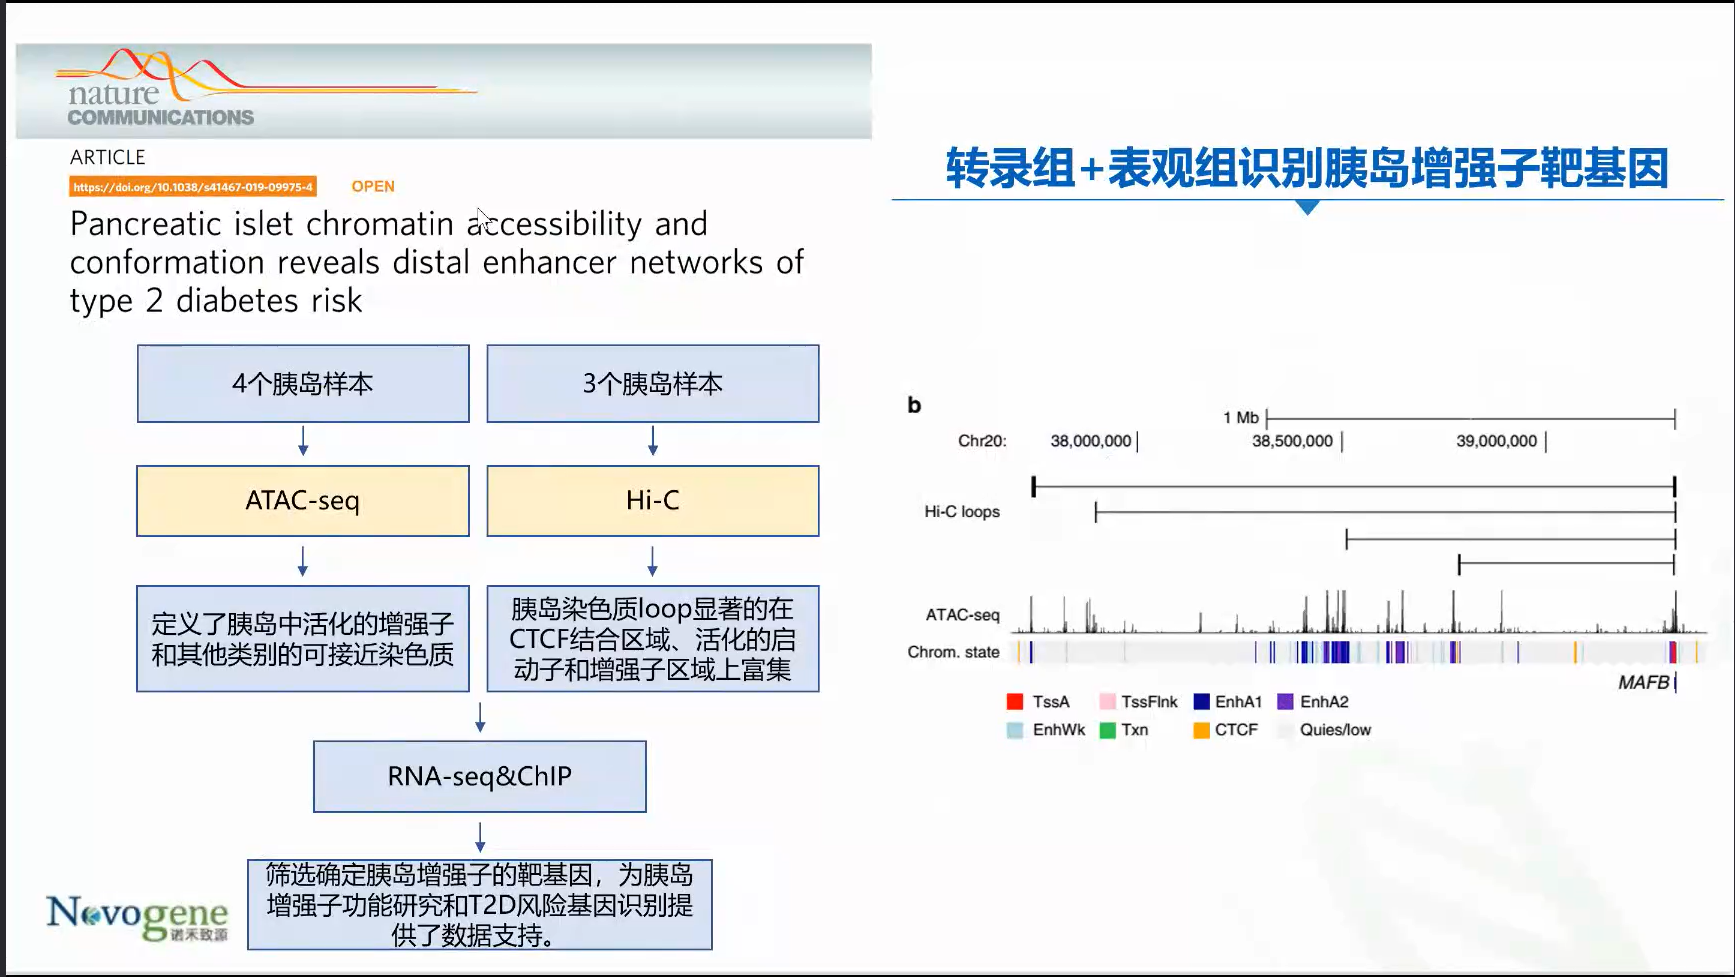 nature
COMMUNICATIONS
ARTICLE
https://doi.org/10.1038/s41467-019-09975-4 OPEN
Pancreatic islet chromatin accessibility and
conformation reveals distal enhancer networks of
type 2 diabetes risk
转录组+表观组识别胰岛增强子靶基因
4个胰岛样本
3个胰岛样本
ATAC-seq
Hi-C
定义了胰岛中活化的增强子
和其他类别的可接近染色质
胰岛染色质loop显著的在
CTCF结合区域、活化的启
动子和增强子区域上富集
RNA-seq&ChIP
筛选确定胰岛增强子的靶基因，为胰岛
增强子功能研究和T2D风险基因识别提
供了数据支持。
Novogene
诺禾致源
b
1 Mb
Chr20: 38,000,000 38,500,000 39,000,000
Hi-C loops
ATAC-seq
Chrom. state
MAFB
TssA TssFlnk EnhA1 EnhA2
EnhWk Txn CTCF Quies/low